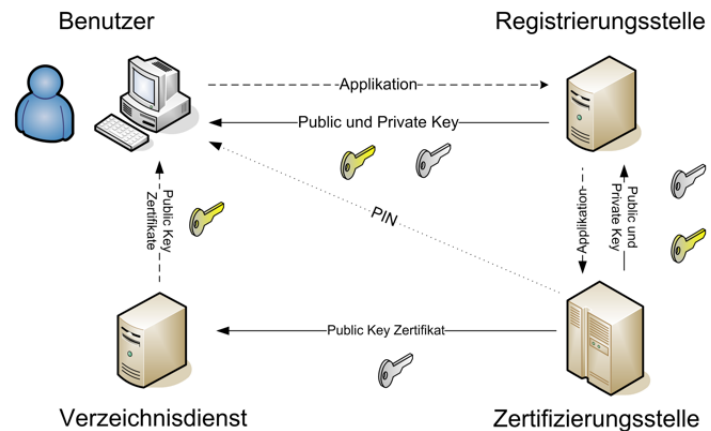 Benutzer
Registrierungsstelle
Applikation
Public und Private Key
Public Key
Zertifikate
PIN
Applikation
Public und
Private Key
Public Key Zertifikat
Verzeichnisdienst
Zertifizierungsstelle